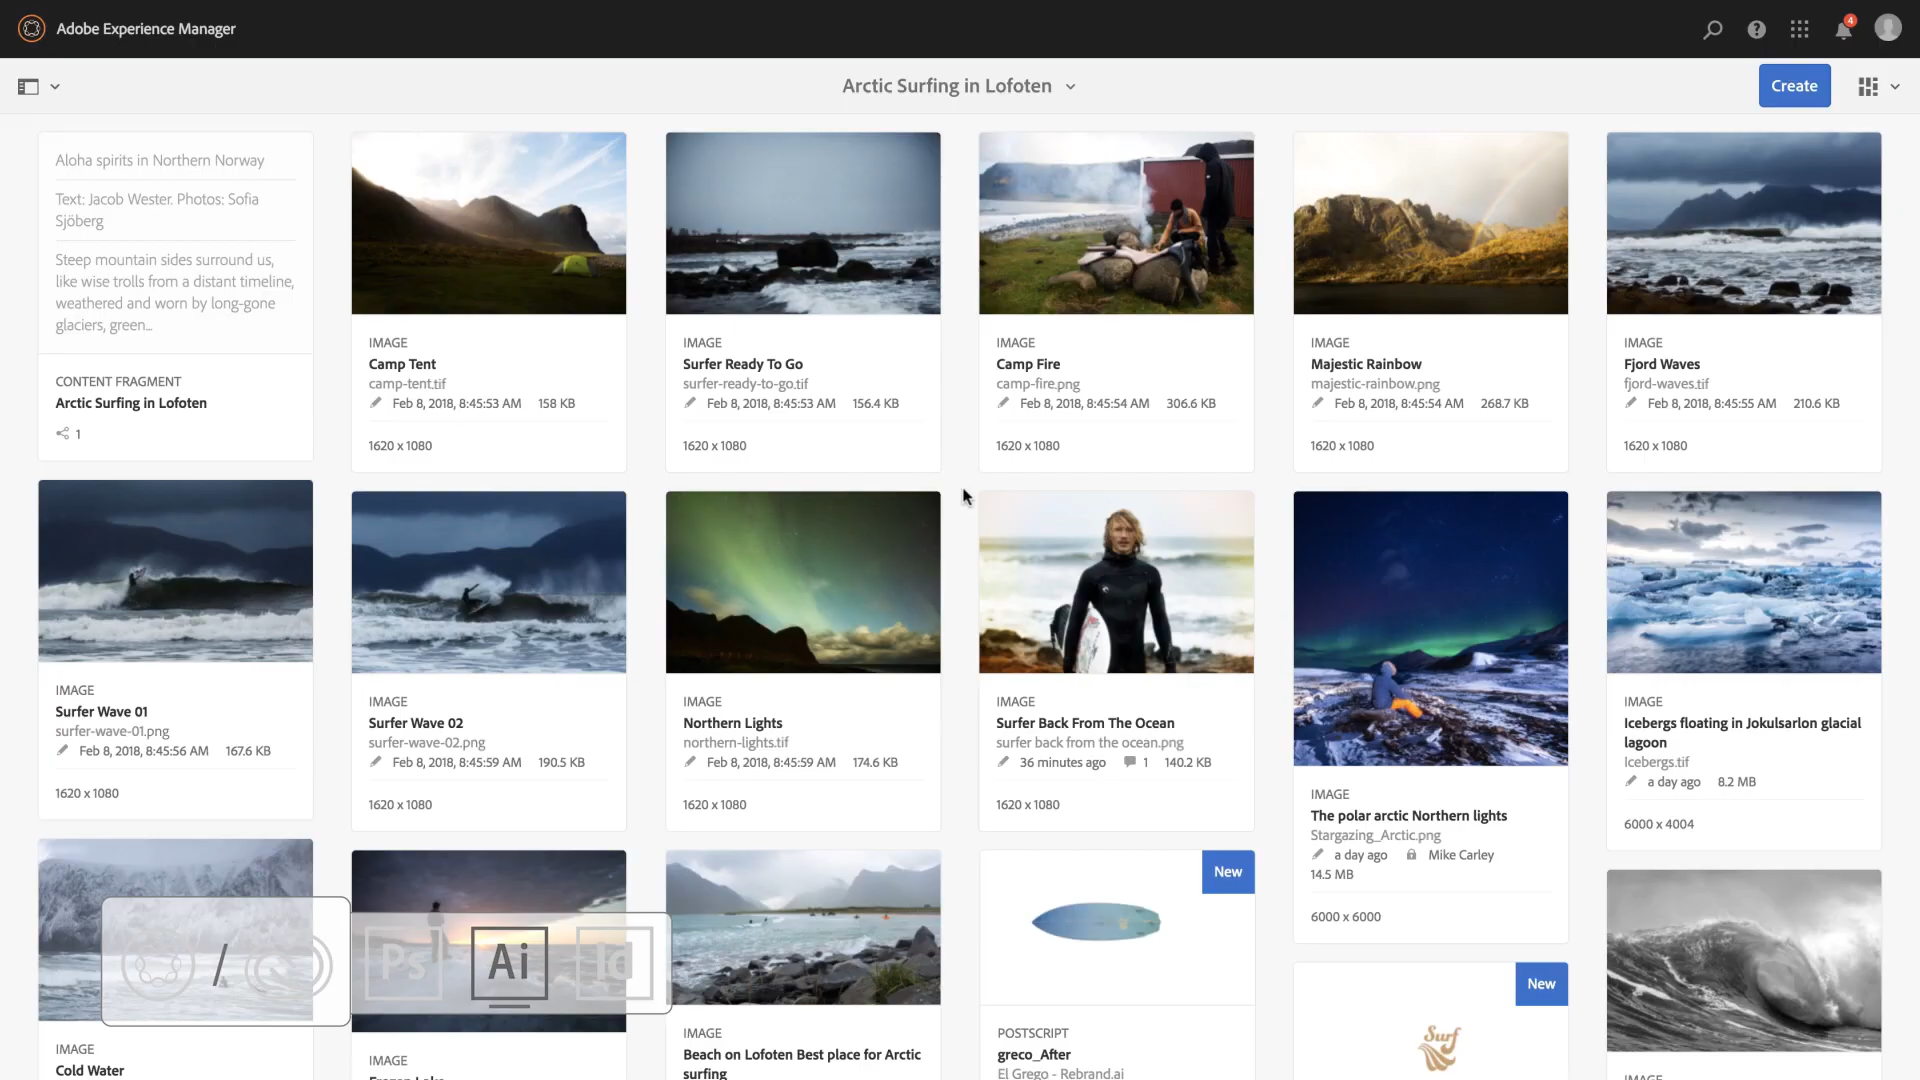 Adobe Experience Manager
4
Arctic Surfing in Lofoten
Create
Aloha spirits in Northern Norway
Text: Jacob Wester. Photos: Sofia
Sjöberg
Steep mountain sides surround us,
like wise trolls from a distant timeline,
weathered and worn by long-gone
glaciers, green...
CONTENT FRAGMENT
Arctic Surfing in Lofoten
1
IMAGE
Camp Tent
camp-tent.tif
Feb 8, 2018, 8:45:53 AM 158 KB
1620 x 1080
IMAGE
Surfer Ready To Go
surfer-ready-to-go.tif
Feb 8, 2018, 8:45:53 AM 156.4 KB
1620 x 1080
IMAGE
Camp Fire
camp-fire.png
Feb 8, 2018, 8:45:54 AM 306.6 KB
1620 x 1080
IMAGE
Majestic Rainbow
majestic-rainbow.png
Feb 8, 2018, 8:45:54 AM 268.7 KB
1620 x 1080
IMAGE
Fjord Waves
fjord-waves.tif
Feb 8, 2018, 8:45:55 AM 210.6 KB
1620 x 1080
IMAGE
Surfer Wave 01
surfer-wave-01.png
Feb 8, 2018, 8:45:56 AM 167.6 KB
1620 x 1080
IMAGE
Surfer Wave 02
surfer-wave-02.png
Feb 8, 2018, 8:45:59 AM 190.5 KB
1620 x 1080
IMAGE
Northern Lights
northern-lights.tif
Feb 8, 2018, 8:45:59 AM 174.6 KB
1620 x 1080
IMAGE
Surfer Back From The Ocean
surfer back from the ocean.png
36 minutes ago 1 140.2 KB
1620 x 1080
IMAGE
The polar arctic Northern lights
Stargazing_Arctic.png
a day ago Mike Carley
14.5 MB
6000 x 6000
IMAGE
Icebergs floating in Jokulsarlon glacial
lagoon
Icebergs.tif
a day ago 8.2 MB
6000 x 4004
/ Ps Ai Id
IMAGE
Cold Water
IMAGE
IMAGE
Beach on Lofoten Best place for Arctic
surfing
New
POSTSCRIPT
greco_After
El Grego - Rebrand.ai
New
Surf
IMAGE